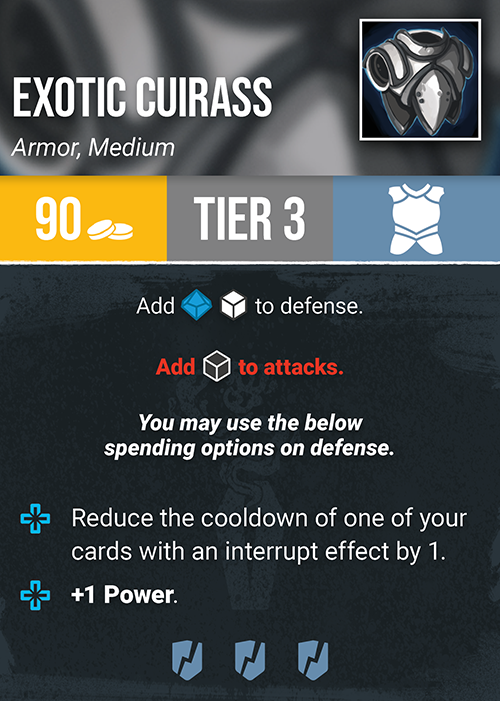 EXOTIC CUIRASS
Armor, Medium
90
TIER 3
Add to defense.
Add to attacks.
You may use the below
spending options on defense.
Reduce the cooldown of one of your
cards with an interrupt effect by 1.
+1 Power.